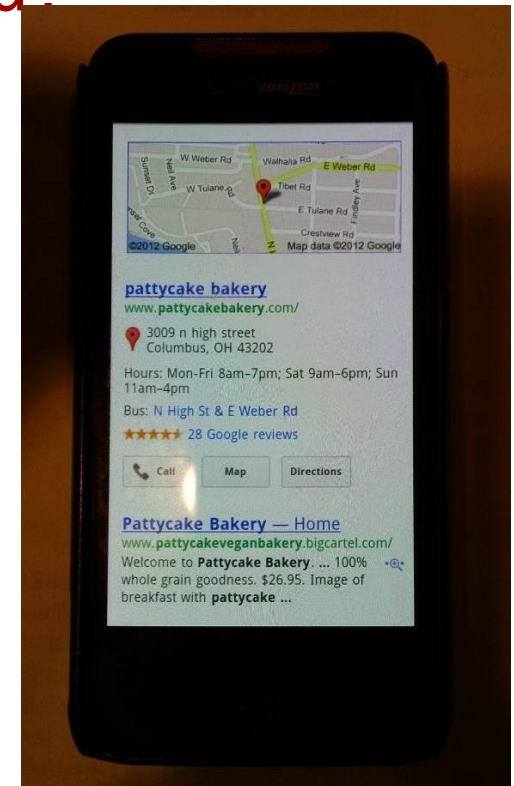 verizon
W Weber Rd
Walhalla Rd
E Weber Rd
Sunset Dr
Neil Ave
W Tulane Rd
Tibet Rd
Findley Ave
E Tulane Rd
Crestview Rd
Cove
Neil
N
©2012 Google
Map data ©2012 Google
pattycake bakery
www.pattycakebakery.com/
3009 n high street
Columbus, OH 43202
Hours: Mon-Fri 8am–7pm; Sat 9am–6pm; Sun
11am–4pm
Bus: N High St & E Weber Rd
28 Google reviews
Call
Map
Directions
Pattycake Bakery — Home
www.pattycakeveganbakery.bigcartel.com/
Welcome to Pattycake Bakery. ... 100%
whole grain goodness. $26.95. Image of
breakfast with pattycake ...